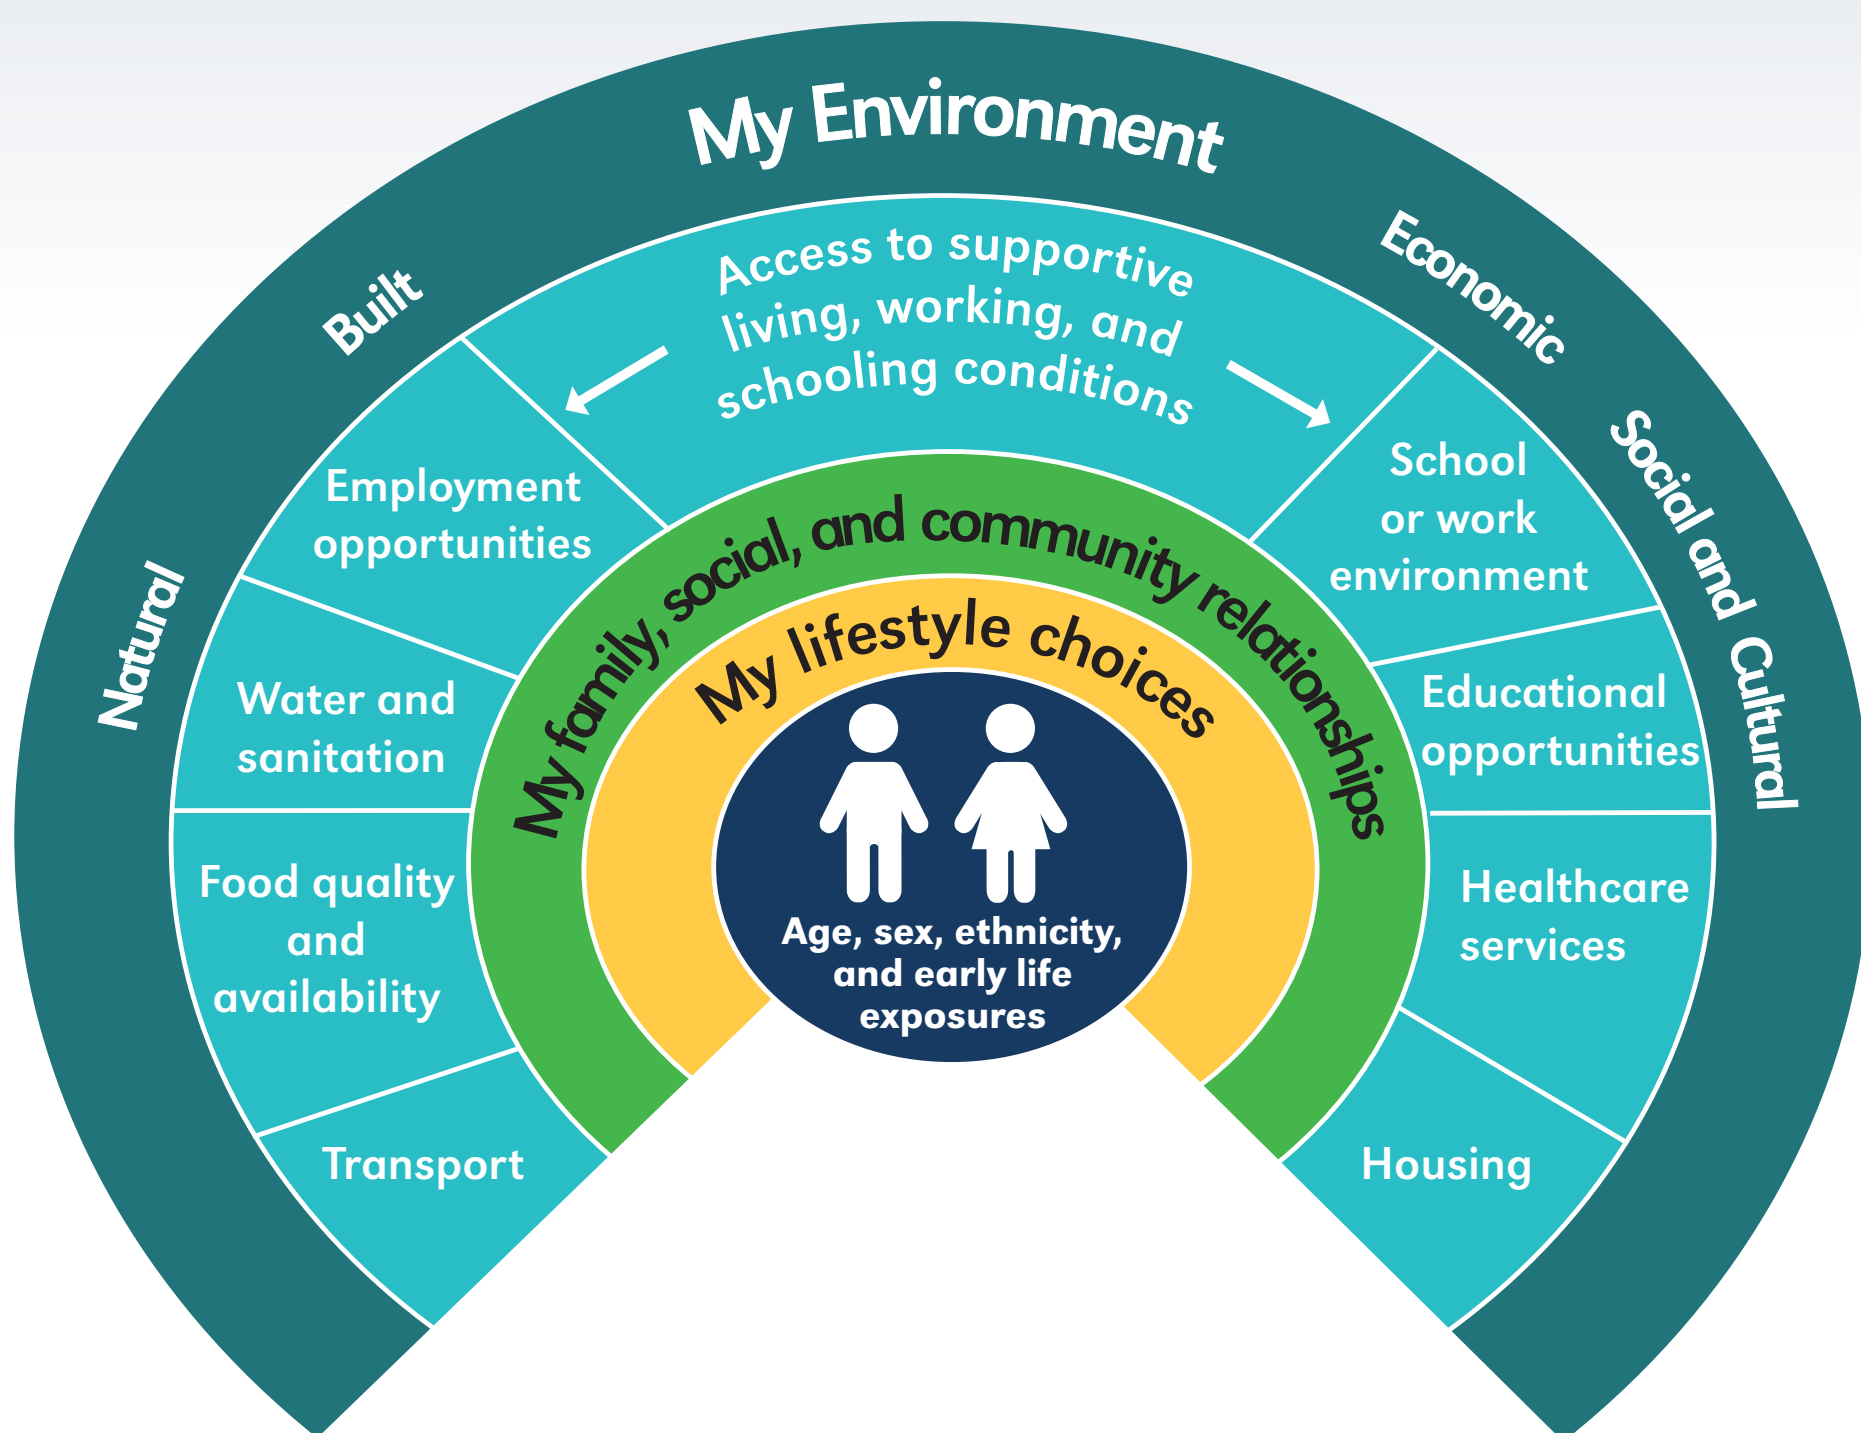 My Environment
Natural
Built
Economic
Social and Cultural
Access to supportive
living, working, and
schooling conditions
Employment
opportunities
Water and
sanitation
Food quality
and
availability
Transport
School
or work
environment
Educational
opportunities
Healthcare
services
Housing
My family, social, and community relationships
My lifestyle choices
Age, sex, ethnicity,
and early life
exposures